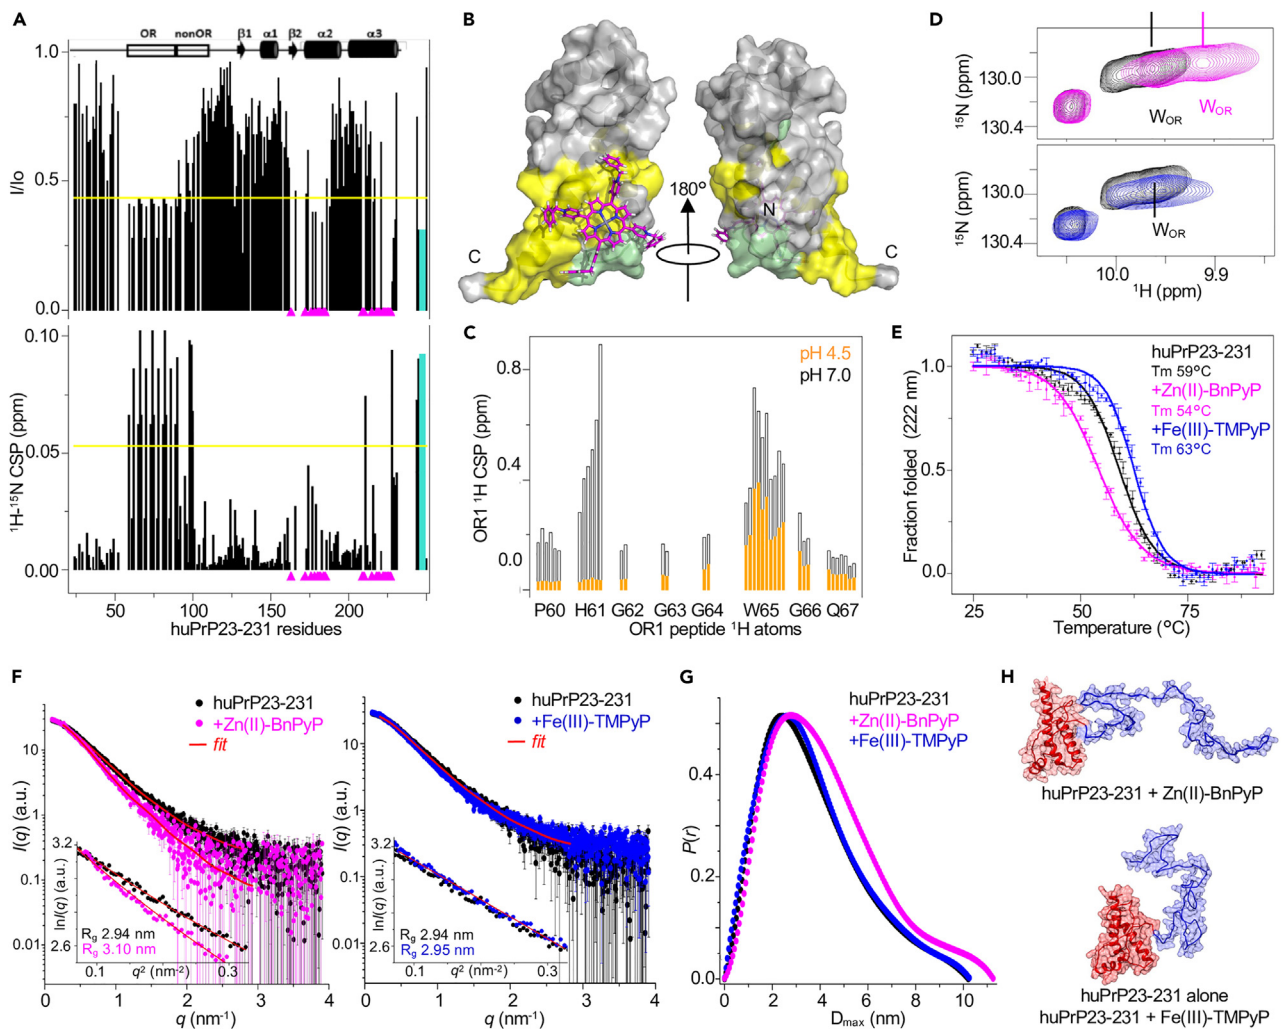 A
OR nonOR β1 α1 β2 α2 α3
1.0
0.5
0.0
I/Io
0.10
0.05
0.00
¹H-¹⁵N CSP (ppm)
50 100 150 200
huPrP23-231 residues
B
180°
N
C
C
C
pH 4.5
pH 7.0
0.8
0.4
0.0
OR1 ¹H CSP (ppm)
P60 H61 G62 G63 G64 W65 G66 Q67
OR1 peptide ¹H atoms
D
130.0
130.4
¹⁵N (ppm)
W_OR W_OR
130.0
130.4
¹⁵N (ppm)
W_OR
10.0 9.9
¹H (ppm)
E
huPrP23-231
Tm 59°C
+Zn(II)-BnPyP
Tm 54°C
+Fe(III)-TMPyP
Tm 63°C
1.0
0.5
0.0
Fraction folded (222 nm)
25 50 75
Temperature (°C)
F
huPrP23-231
+Zn(II)-BnPyP
fit
10
1
0.1
0.01
I(q) (a.u.)
3.2
2.6
lnI(q) (a.u.)
Rg 2.94 nm
Rg 3.10 nm
0.1 q² (nm⁻²) 0.3
0 1 2 3 4
q (nm⁻¹)
huPrP23-231
+Fe(III)-TMPyP
fit
10
1
0.1
0.01
I(q) (a.u.)
3.2
2.6
lnI(q) (a.u.)
Rg 2.94 nm
Rg 2.95 nm
0.1 q² (nm⁻²) 0.3
0 1 2 3 4
q (nm⁻¹)
G
huPrP23-231
+Zn(II)-BnPyP
+Fe(III)-TMPyP
0.4
0.2
0.0
P(r)
0 2 4 6 8 10
Dmax (nm)
H
huPrP23-231 + Zn(II)-BnPyP
huPrP23-231 alone
huPrP23-231 + Fe(III)-TMPyP